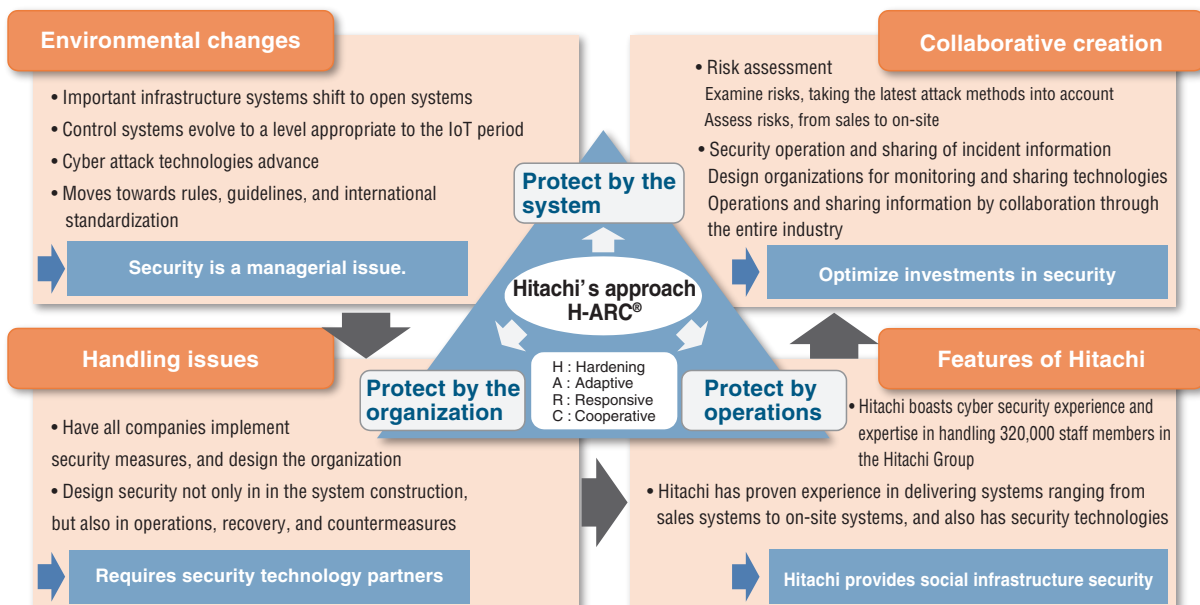 Environmental changes
• Important infrastructure systems shift to open systems
• Control systems evolve to a level appropriate to the IoT period
• Cyber attack technologies advance
• Moves towards rules, guidelines, and international
standardization
Security is a managerial issue.
Collaborative creation
• Risk assessment
Examine risks, taking the latest attack methods into account
Assess risks, from sales to on-site
• Security operation and sharing of incident information
Design organizations for monitoring and sharing technologies
Operations and sharing information by collaboration through
the entire industry
Optimize investments in security
Protect by the
system
Hitachi's approach
H-ARC®
Protect by the
organization
H : Hardening
A : Adaptive
R : Responsive
C : Cooperative
Protect by
operations
Handling issues
• Have all companies implement
security measures, and design the organization
• Design security not only in in the system construction,
but also in operations, recovery, and countermeasures
Requires security technology partners
Features of Hitachi
• Hitachi boasts cyber security experience and
expertise in handling 320,000 staff members in
the Hitachi Group
• Hitachi has proven experience in delivering systems ranging from
sales systems to on-site systems, and also has security technologies
Hitachi provides social infrastructure security